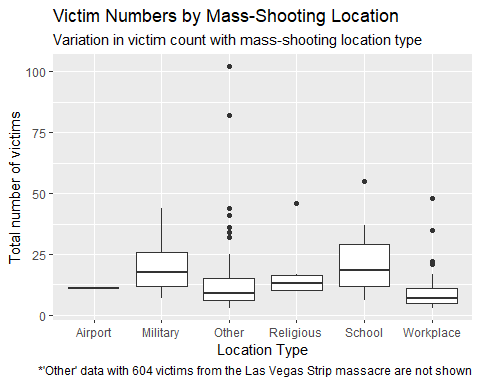 Victim Numbers by Mass-Shooting Location
Variation in victim count with mass-shooting location type
Total number of victims
100
75
50
25
0
Airport Military Other Religious School Workplace
Location Type
*'Other' data with 604 victims from the Las Vegas Strip massacre are not shown